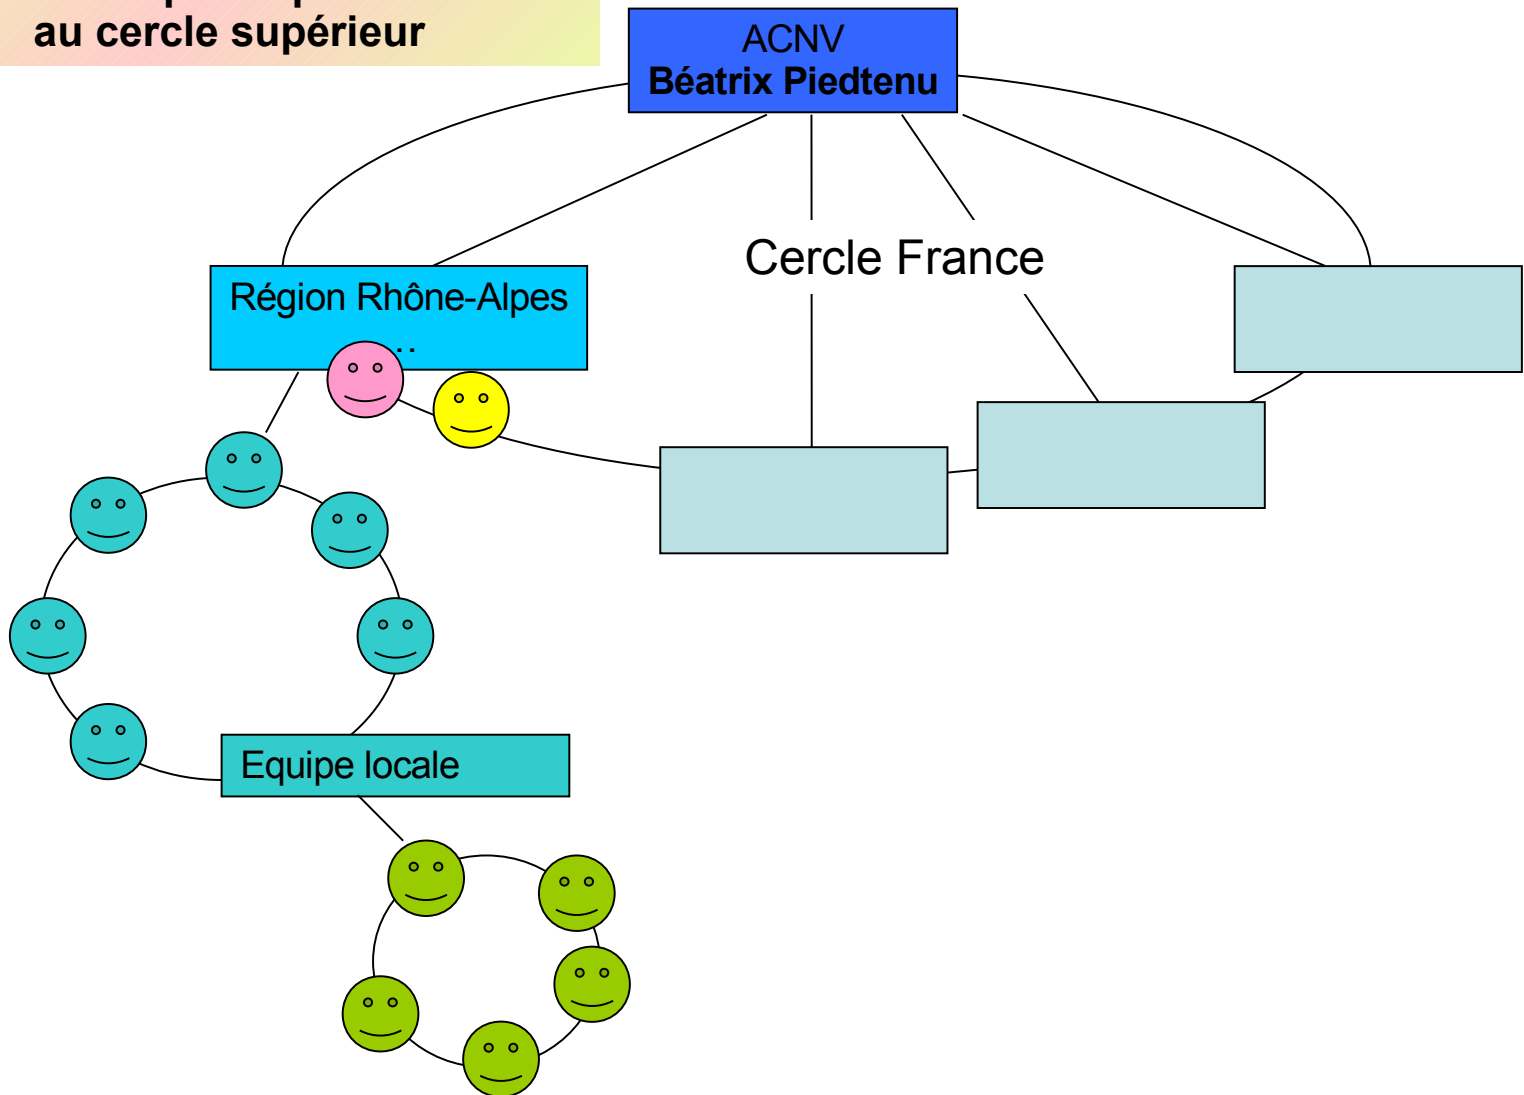 au cercle supérieur
ACNV
Béatrix Piedtenu
Cercle France
Région Rhône-Alpes
..
Equipe locale